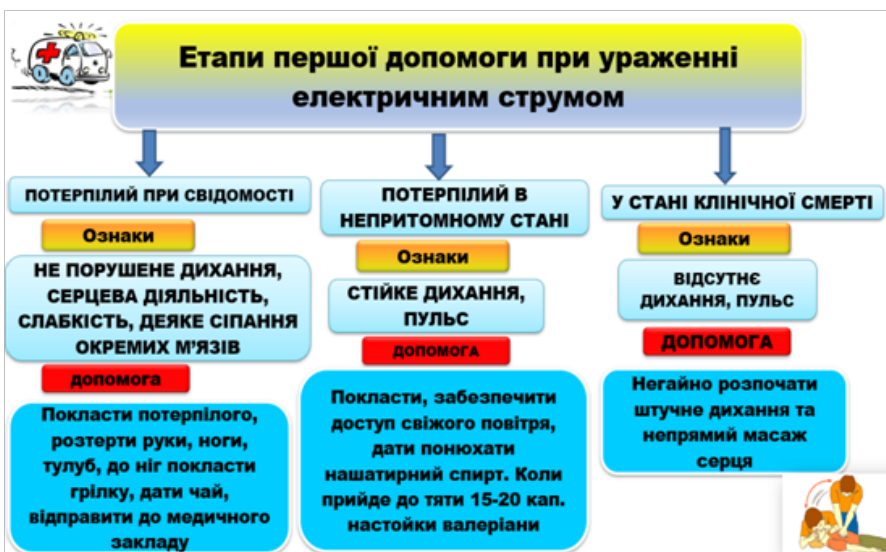 Етапи першої допомоги при ураженні
електричним струмом
ПОТЕРПІЛИЙ ПРИ СВІДОМОСТІ
Ознаки
НЕ ПОРУШЕНЕ ДИХАННЯ,
СЕРЦЕВА ДІЯЛЬНІСТЬ,
СЛАБКІСТЬ, ДЕЯКЕ СІПАННЯ
ОКРЕМИХ М’ЯЗІВ
допомога
Покласти потерпілого,
розтерти руки, ноги,
тулуб, до ніг покласти
грілку, дати чай,
відправити до медичного
закладу
ПОТЕРПІЛИЙ В
НЕПРИТОМНОМУ СТАНІ
Ознаки
СТІЙКЕ ДИХАННЯ,
ПУЛЬС
ДОПОМОГА
Покласти, забезпечити
доступ свіжого повітря,
дати понюхати
нашатирний спирт. Коли
прийде до тяти 15-20 кап.
настойки валеріани
У СТАНІ КЛІНІЧНОЇ СМЕРТІ
Ознаки
ВІДСУТНЄ
ДИХАННЯ, ПУЛЬС
ДОПОМОГА
Негайно розпочати
штучне дихання та
непрямий масаж
серця